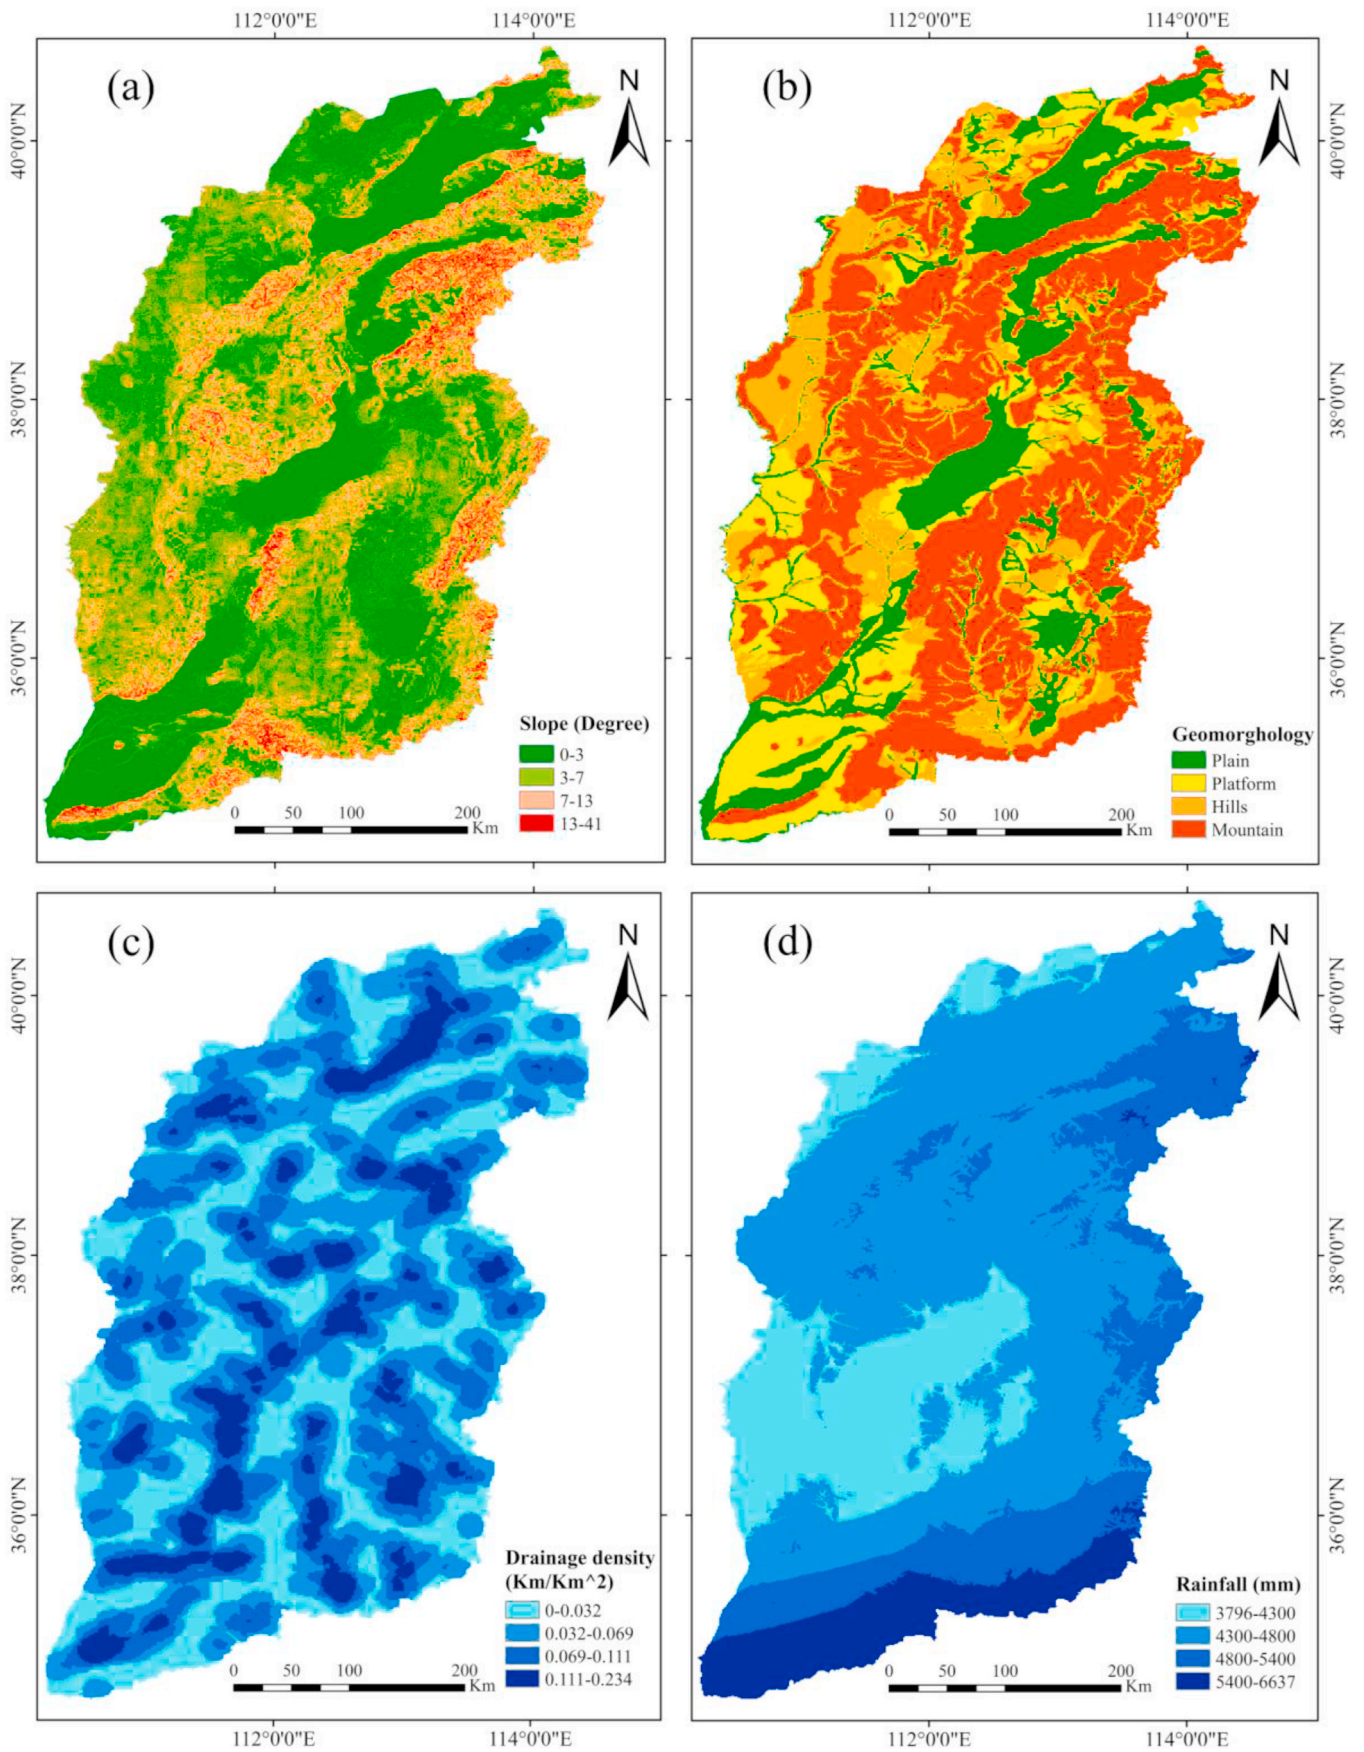 112°0'0"E 114°0'0"E 112°0'0"E 114°0'0"E
(a)
N
40°0'0"N
38°0'0"N
36°0'0"N
Slope (Degree)
0-3
3-7
7-13
13-41
0 50 100 200
Km
(b)
N
40°0'0"N
38°0'0"N
36°0'0"N
Geomorghology
Plain
Platform
Hills
Mountain
0 50 100 200
Km
(c)
N
40°0'0"N
38°0'0"N
36°0'0"N
Drainage density
(Km/Km^2)
0-0.032
0.032-0.069
0.069-0.111
0.111-0.234
0 50 100 200
Km
(d)
N
40°0'0"N
38°0'0"N
36°0'0"N
Rainfall (mm)
3796-4300
4300-4800
4800-5400
5400-6637
0 50 100 200
Km
112°0'0"E 114°0'0"E 112°0'0"E 114°0'0"E